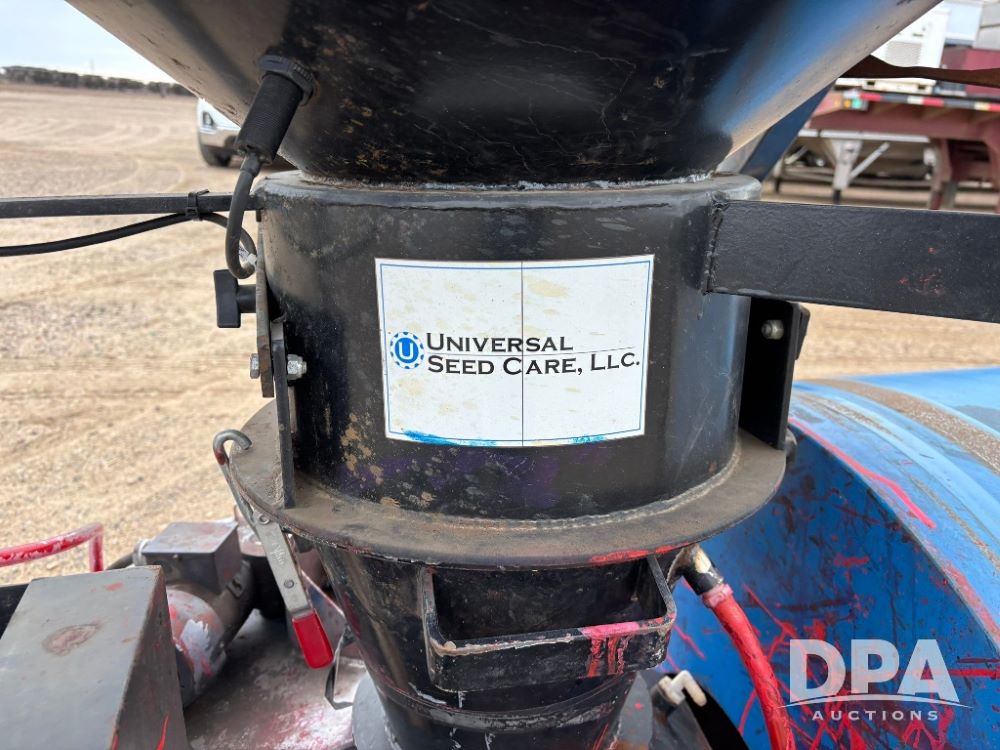 U
UNIVERSAL
SEED CARE, LLC.
DPA
AUCTIONS